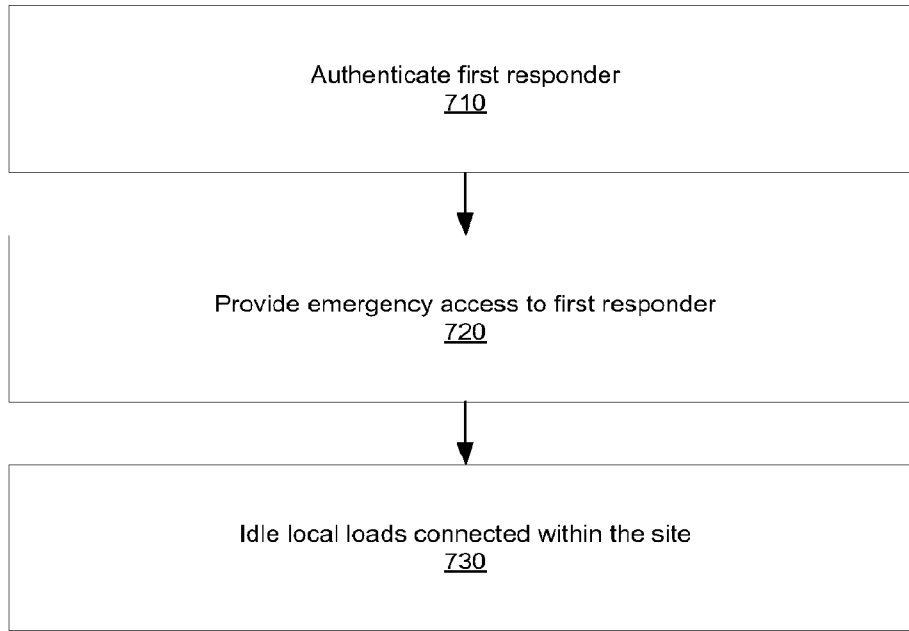 Authenticate first responder
710
Provide emergency access to first responder
720
Idle local loads connected within the site
730